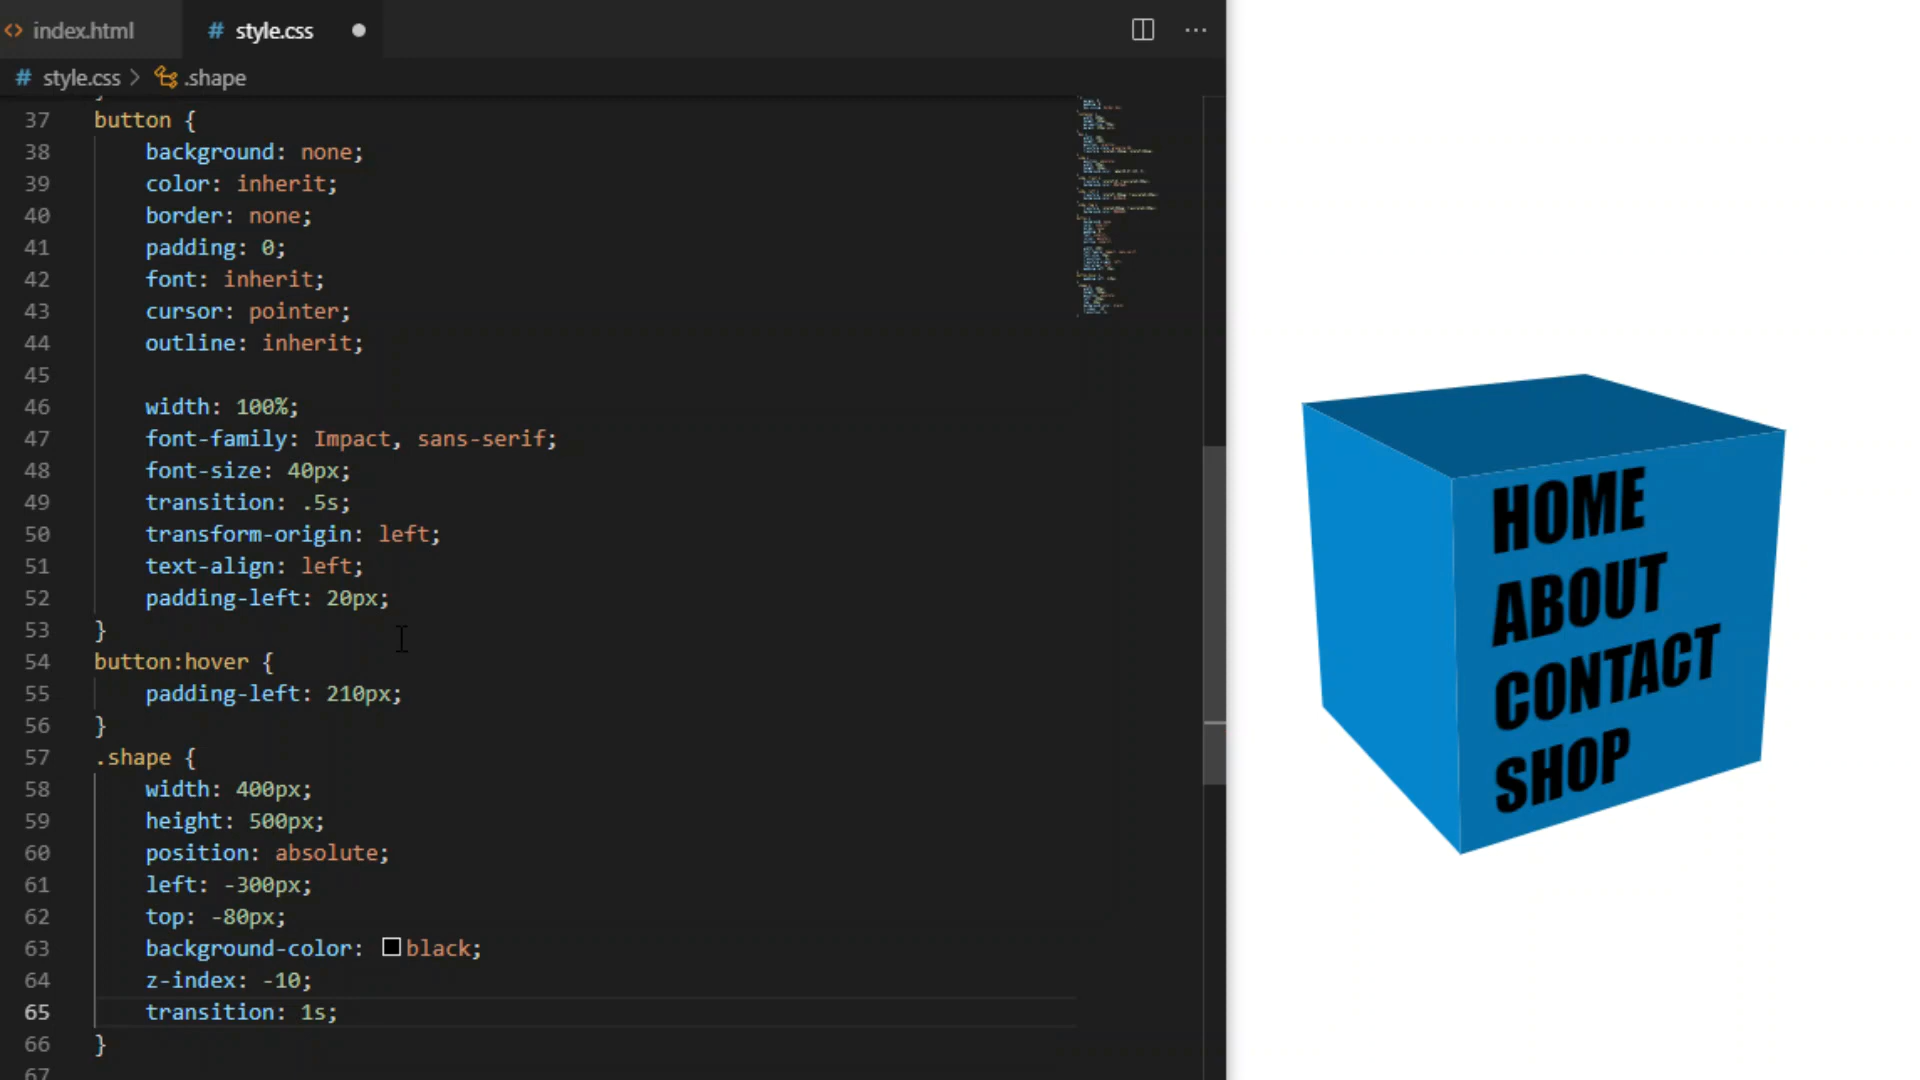 index.html
# style.css
# style.css > .shape
37 button {
38 background: none;
39 color: inherit;
40 border: none;
41 padding: 0;
42 font: inherit;
43 cursor: pointer;
44 outline: inherit;
45
46 width: 100%;
47 font-family: Impact, sans-serif;
48 font-size: 40px;
49 transition: .5s;
50 transform-origin: left;
51 text-align: left;
52 padding-left: 20px;
53 }
54 button:hover {
55 padding-left: 210px;
56 }
57 .shape {
58 width: 400px;
59 height: 500px;
60 position: absolute;
61 left: -300px;
62 top: -80px;
63 background-color: black;
64 z-index: -10;
65 transition: 1s;
66 }
67
HOME
ABOUT
CONTACT
SHOP